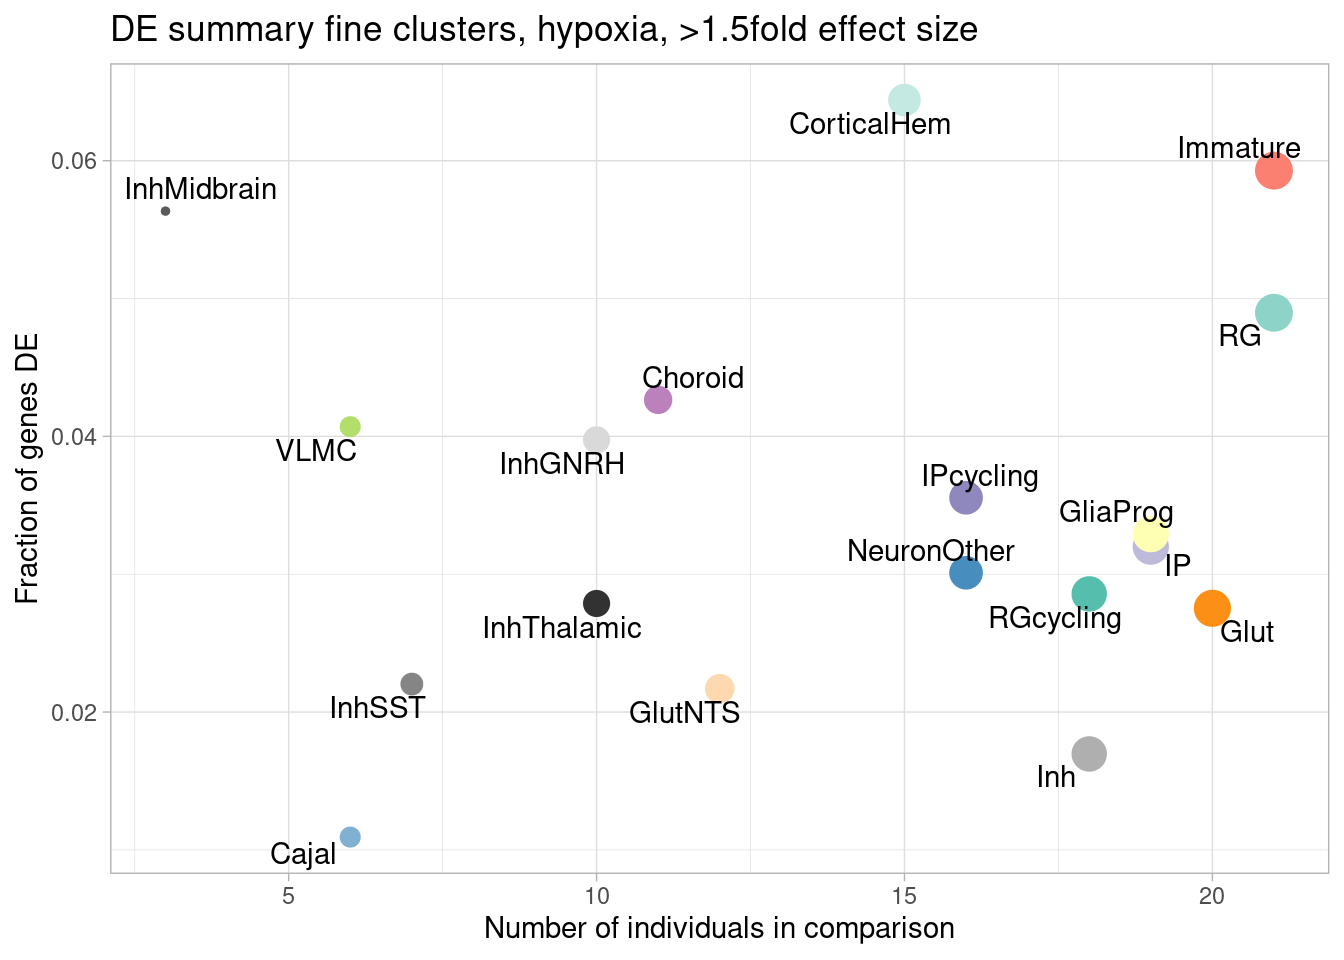 DE summary fine clusters, hypoxia, >1.5fold effect size
CorticalHem
Immature
0.06
InhMidbrain
RG
Choroid
0.04
VLMC
InhGNRH
IPcycling
GliaProg
NeuronOther
IP
RGcycling
InhThalamic
Glut
InhSST
GlutNTS
0.02
Inh
Cajal
5
10
15
20
Number of individuals in comparison
Fraction of genes DE